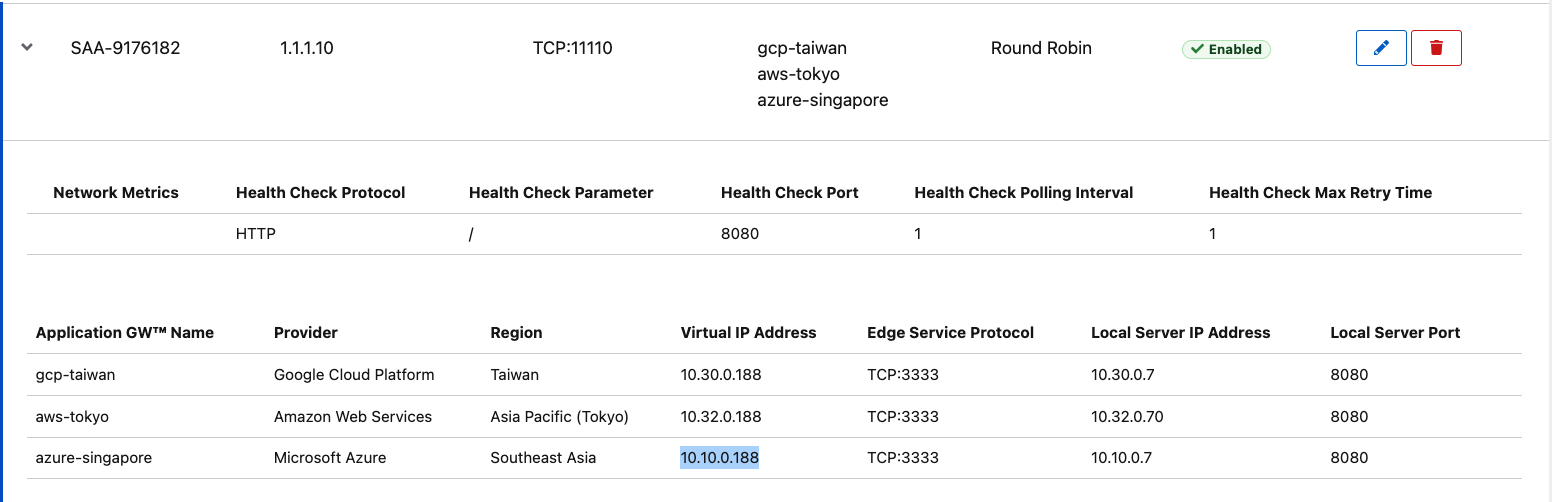 SAA-9176182 1.1.1.10 TCP:11110 gcp-taiwan Round Robin Enabled
aws-tokyo
azure-singapore
Network Metrics Health Check Protocol Health Check Parameter Health Check Port Health Check Polling Interval Health Check Max Retry Time
HTTP / 8080 1 1
Application GW™ Name Provider Region Virtual IP Address Edge Service Protocol Local Server IP Address Local Server Port
gcp-taiwan Google Cloud Platform Taiwan 10.30.0.188 TCP:3333 10.30.0.7 8080
aws-tokyo Amazon Web Services Asia Pacific (Tokyo) 10.32.0.188 TCP:3333 10.32.0.70 8080
azure-singapore Microsoft Azure Southeast Asia 10.10.0.188 TCP:3333 10.10.0.7 8080